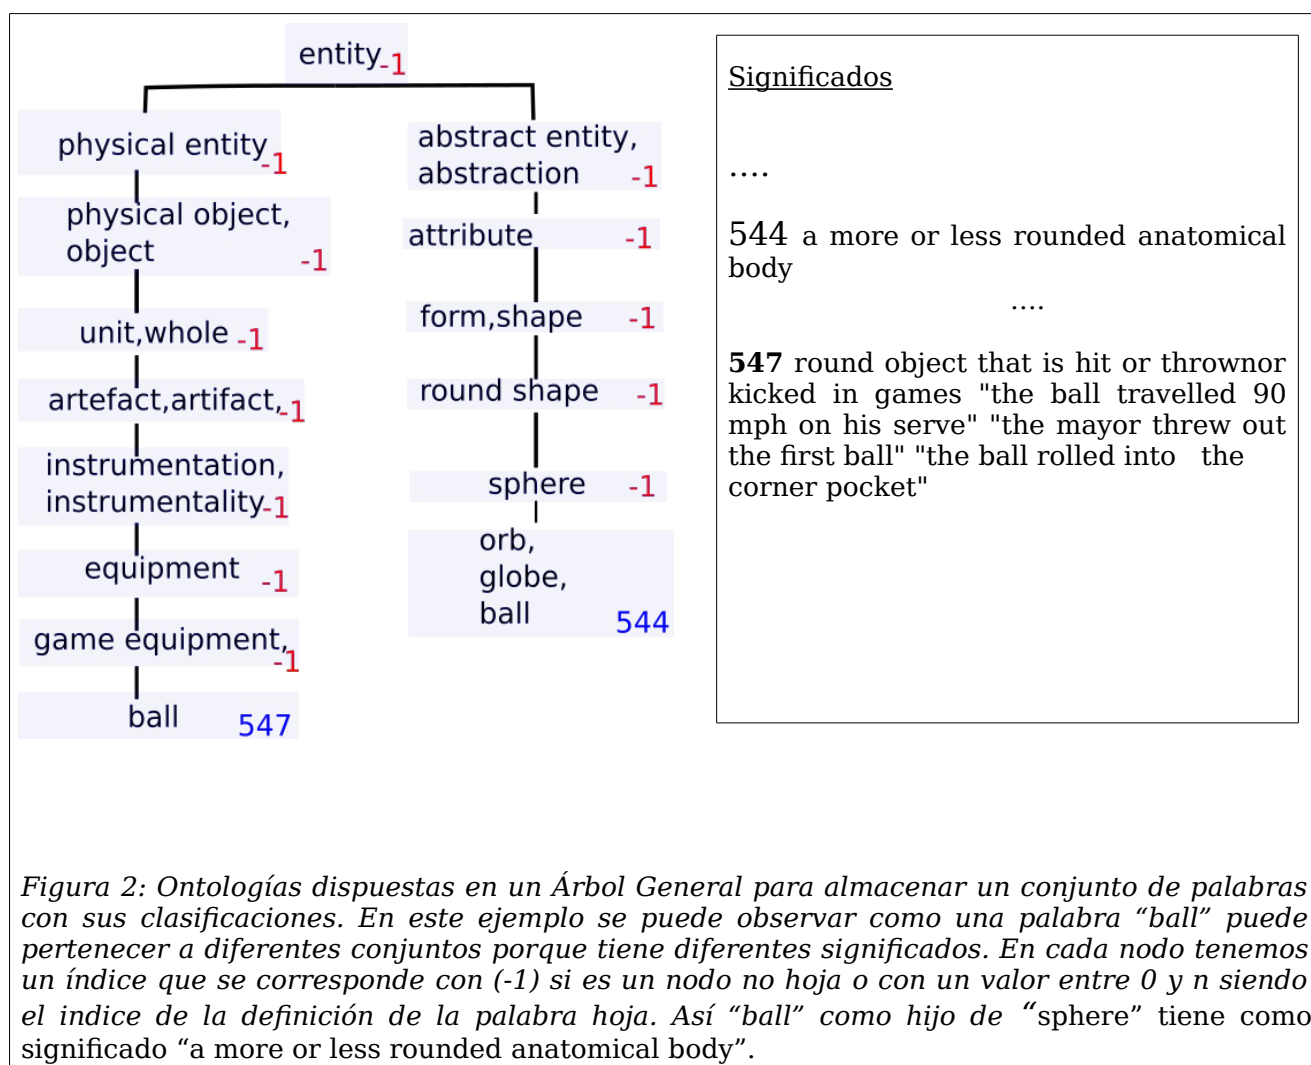 entity -1
physical entity -1
physical object,
object -1
unit,whole -1
artefact,artifact, -1
instrumentation,
instrumentality -1
equipment -1
game equipment, -1
ball 547
abstract entity,
abstraction -1
attribute -1
form,shape -1
round shape -1
sphere -1
orb,
globe,
ball 544
Significados
....
544 a more or less rounded anatomical
body
....
547 round object that is hit or thrownor
kicked in games "the ball travelled 90
mph on his serve" "the mayor threw out
the first ball" "the ball rolled into the
corner pocket"
Figura 2: Ontologías dispuestas en un Árbol General para almacenar un conjunto de palabras
con sus clasificaciones. En este ejemplo se puede observar como una palabra “ball” puede
pertenecer a diferentes conjuntos porque tiene diferentes significados. En cada nodo tenemos
un índice que se corresponde con (-1) si es un nodo no hoja o con un valor entre 0 y n siendo
el indice de la definición de la palabra hoja. Así “ball” como hijo de “sphere” tiene como
significado “a more or less rounded anatomical body”.